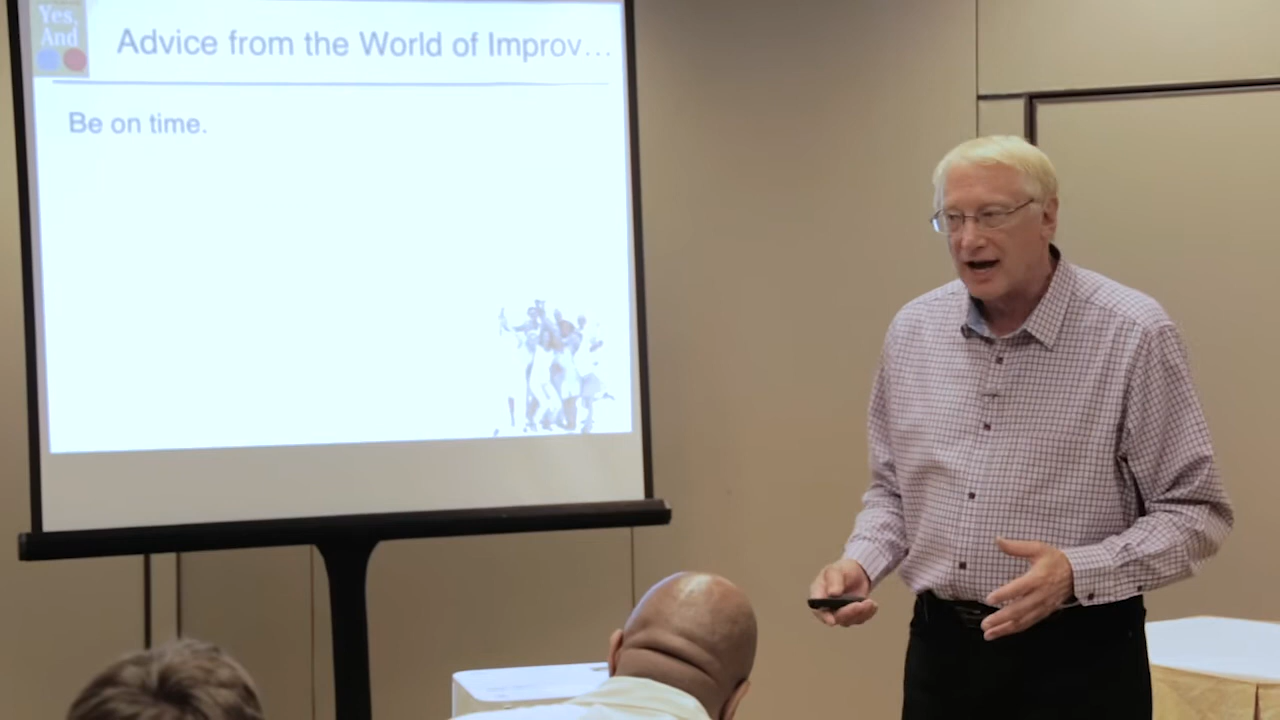 Yes,
And
Advice from the World of Improv...
Be on time.